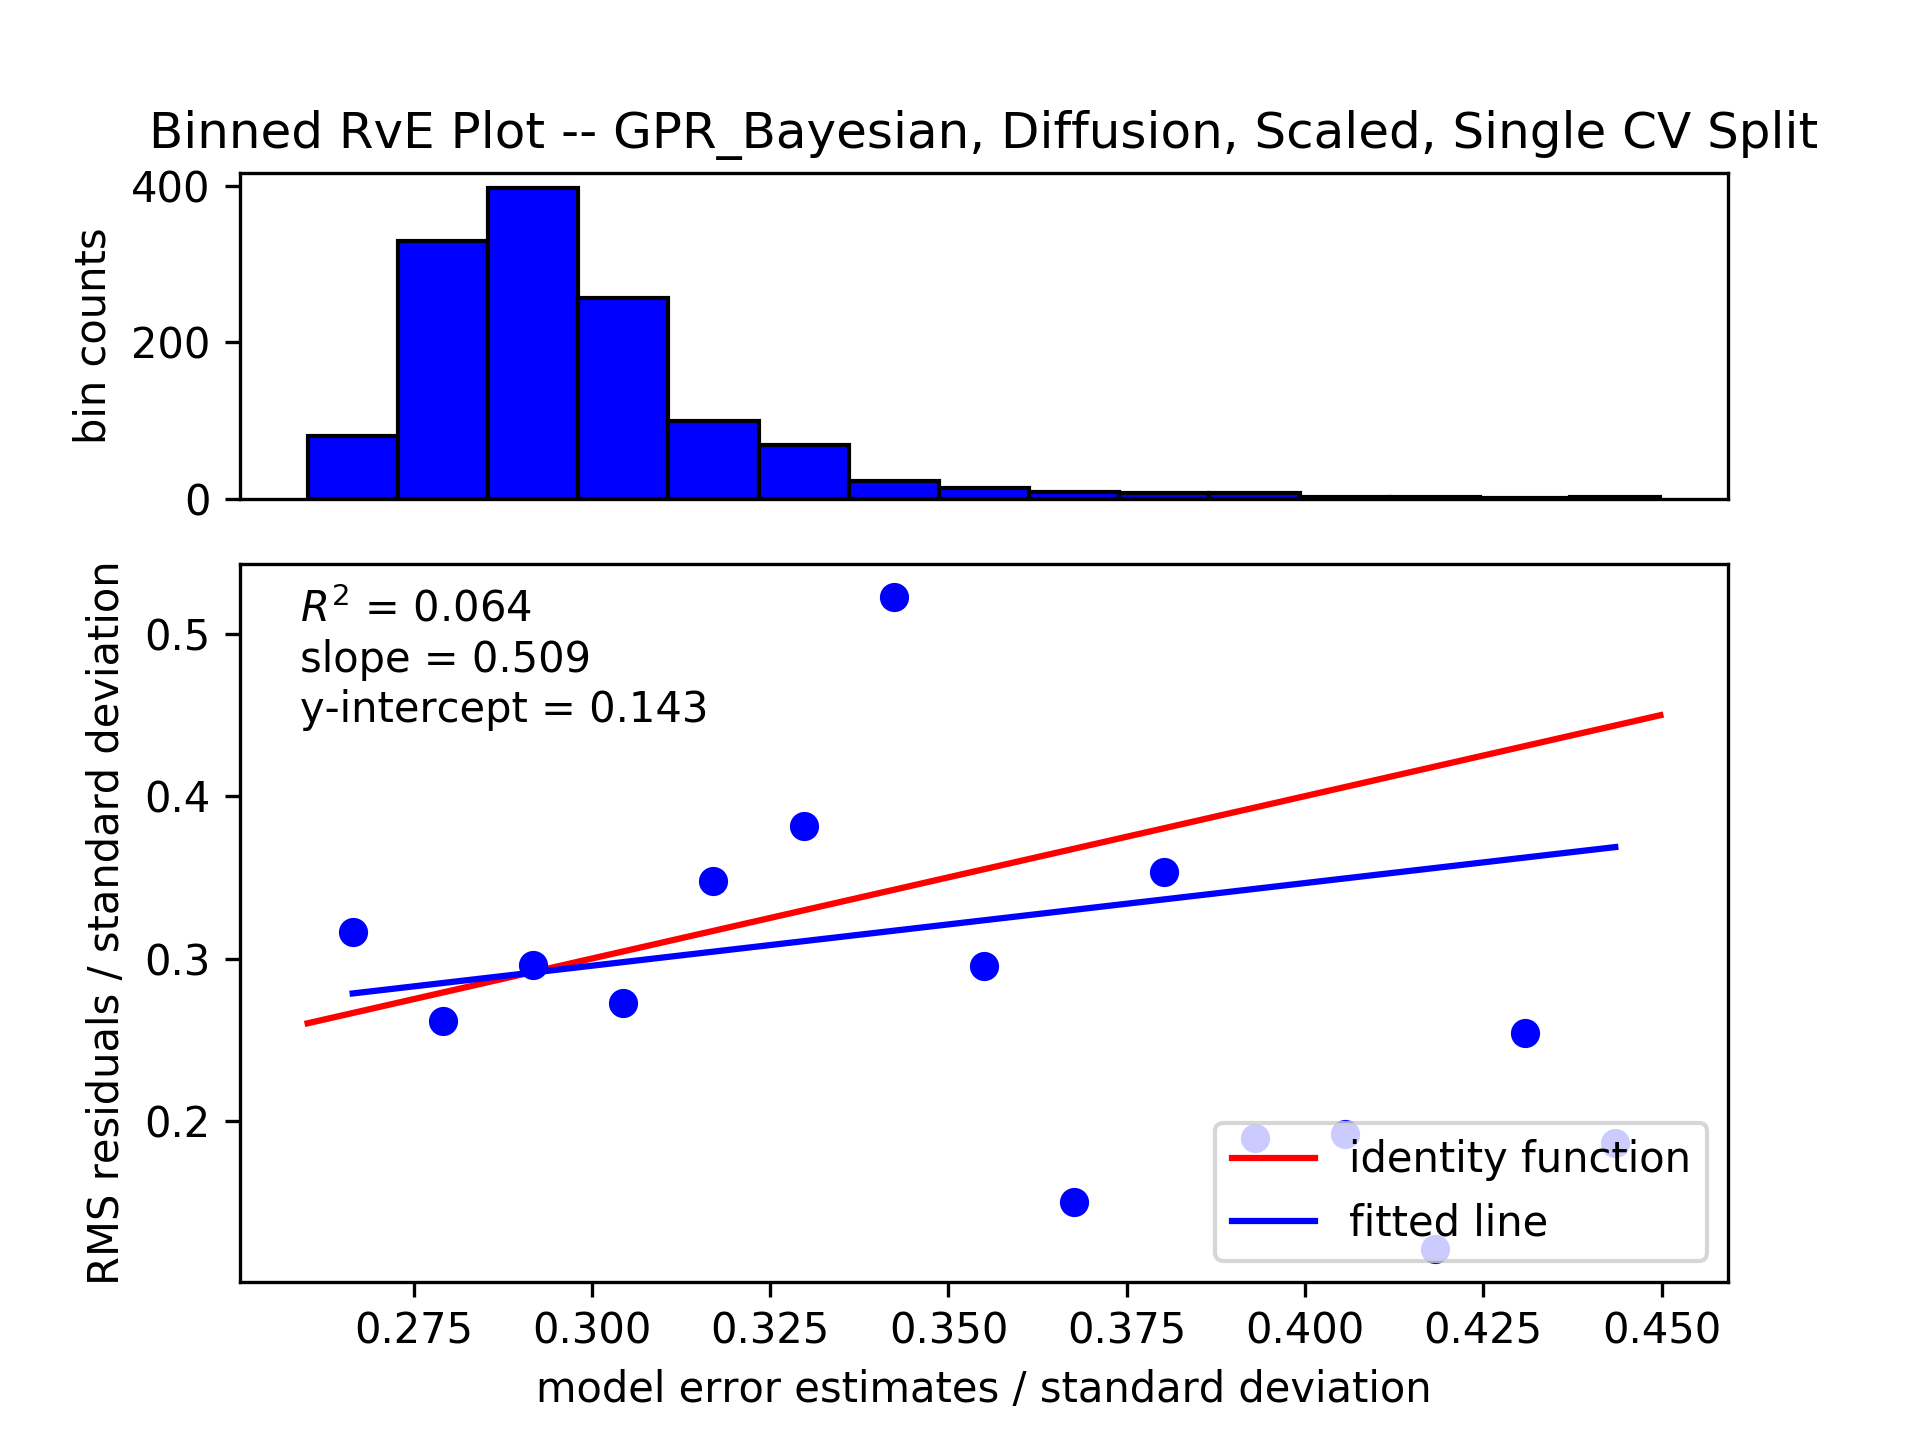 Binned RvE Plot -- GPR_Bayesian, Diffusion, Scaled, Single CV Split
400
200
0
bin counts
R² = 0.064
slope = 0.509
y-intercept = 0.143
0.5
0.4
0.3
0.2
RMS residuals / standard deviation
identity function
fitted line
0.275 0.300 0.325 0.350 0.375 0.400 0.425 0.450
model error estimates / standard deviation